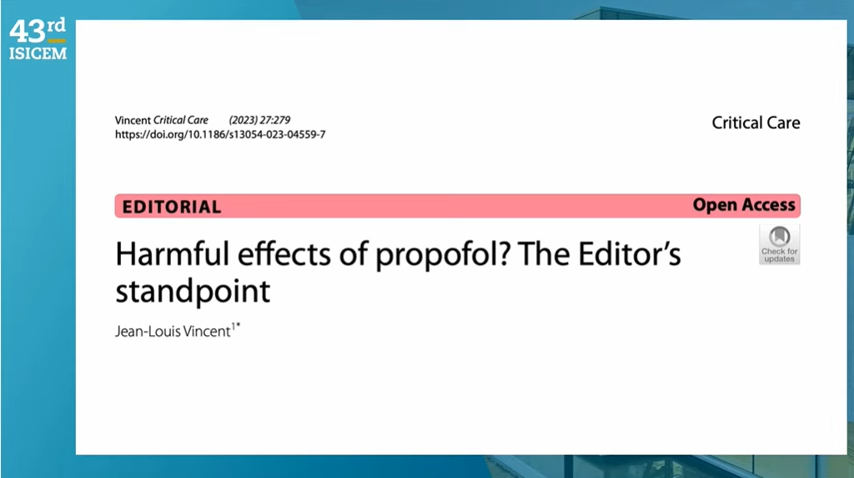 43rd
ISICEM
Vincent Critical Care (2023) 27:279
https://doi.org/10.1186/s13054-023-04559-7
Critical Care
EDITORIAL
Open Access
Harmful effects of propofol? The Editor's
standpoint
Check for
updates
Jean-Louis Vincent1*